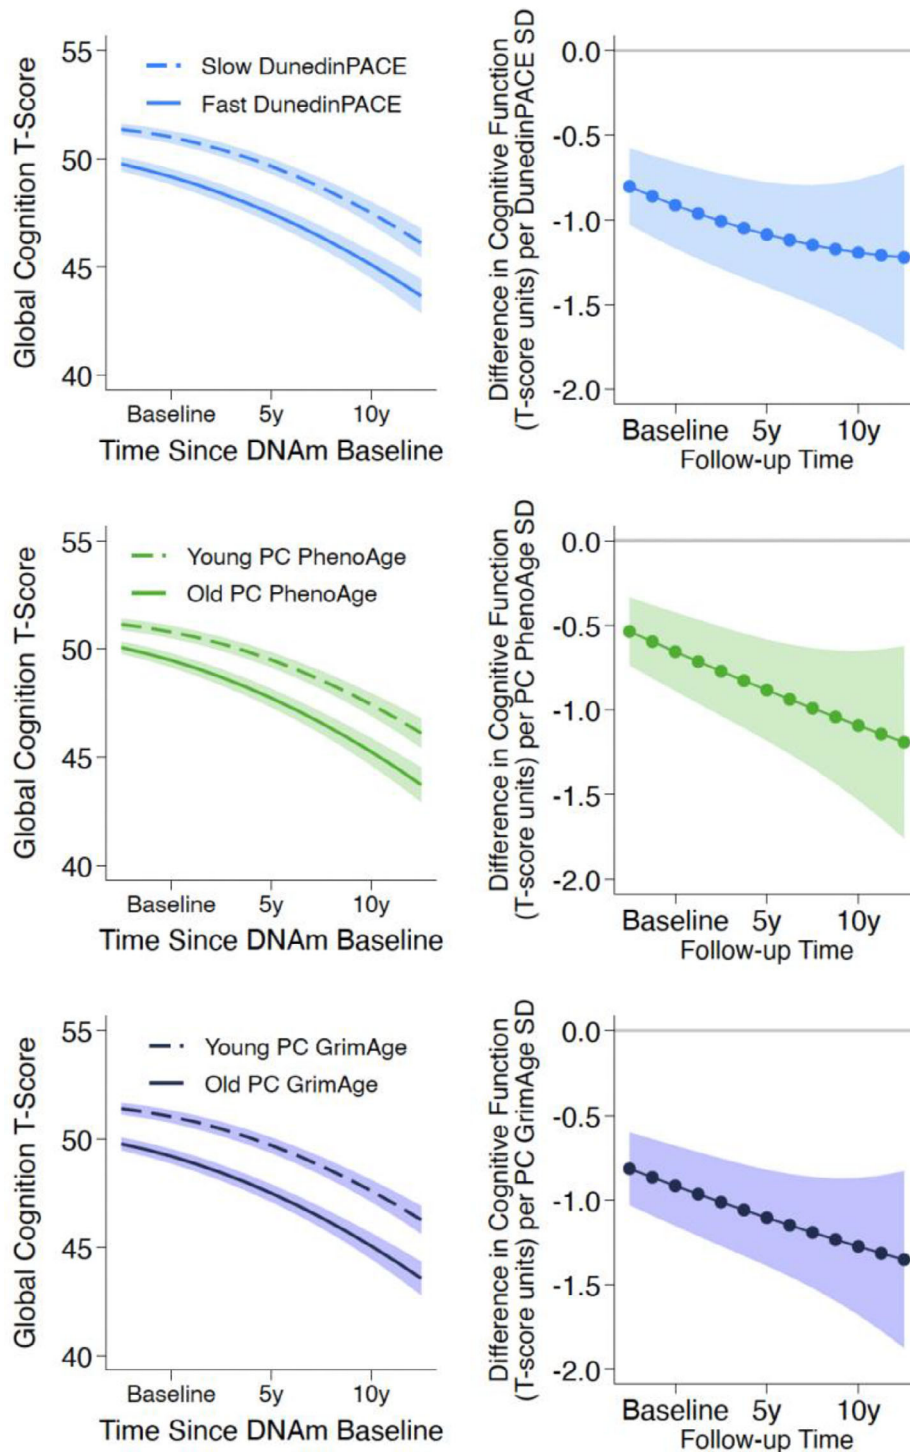 Global Cognition T-Score
55
50
45
40
Slow DunedinPACE
Fast DunedinPACE
Baseline 5y 10y
Time Since DNAm Baseline
Difference in Cognitive Function
(T-score units) per DunedinPACE SD
0.0
-0.5
-1.0
-1.5
-2.0
Baseline 5y 10y
Follow-up Time
Global Cognition T-Score
55
50
45
40
Young PC PhenoAge
Old PC PhenoAge
Baseline 5y 10y
Time Since DNAm Baseline
Difference in Cognitive Function
(T-score units) per PC PhenoAge SD
0.0
-0.5
-1.0
-1.5
-2.0
Baseline 5y 10y
Follow-up Time
Global Cognition T-Score
55
50
45
40
Young PC GrimAge
Old PC GrimAge
Baseline 5y 10y
Time Since DNAm Baseline
Difference in Cognitive Function
(T-score units) per PC GrimAge SD
0.0
-0.5
-1.0
-1.5
-2.0
Baseline 5y 10y
Follow-up Time